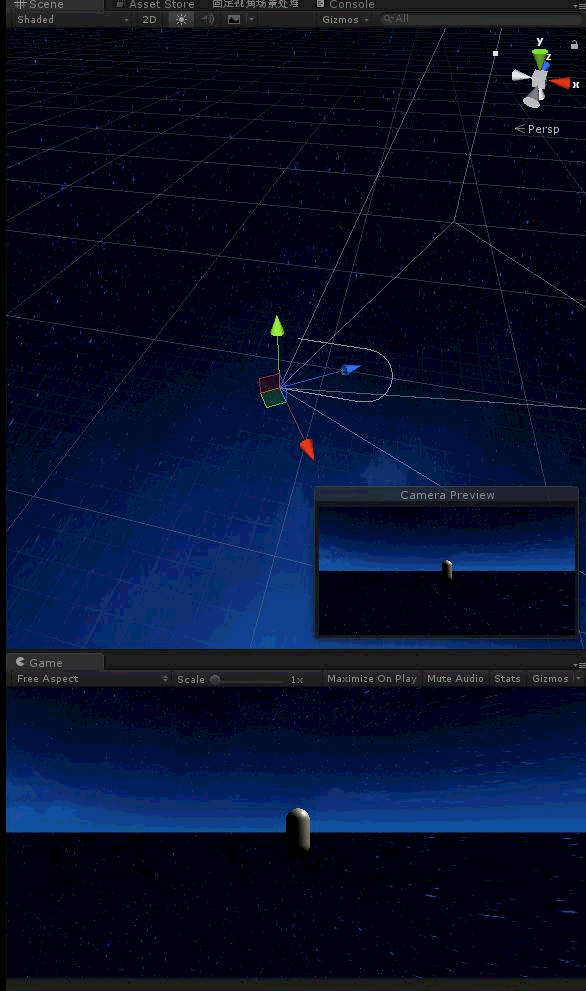 Scene Asset Store 固定视角场景处理 Console
Shaded 2D Gizmos All
y
z
x
Persp
Camera Preview
Game
Free Aspect Scale 1x Maximize On Play Mute Audio Stats Gizmos